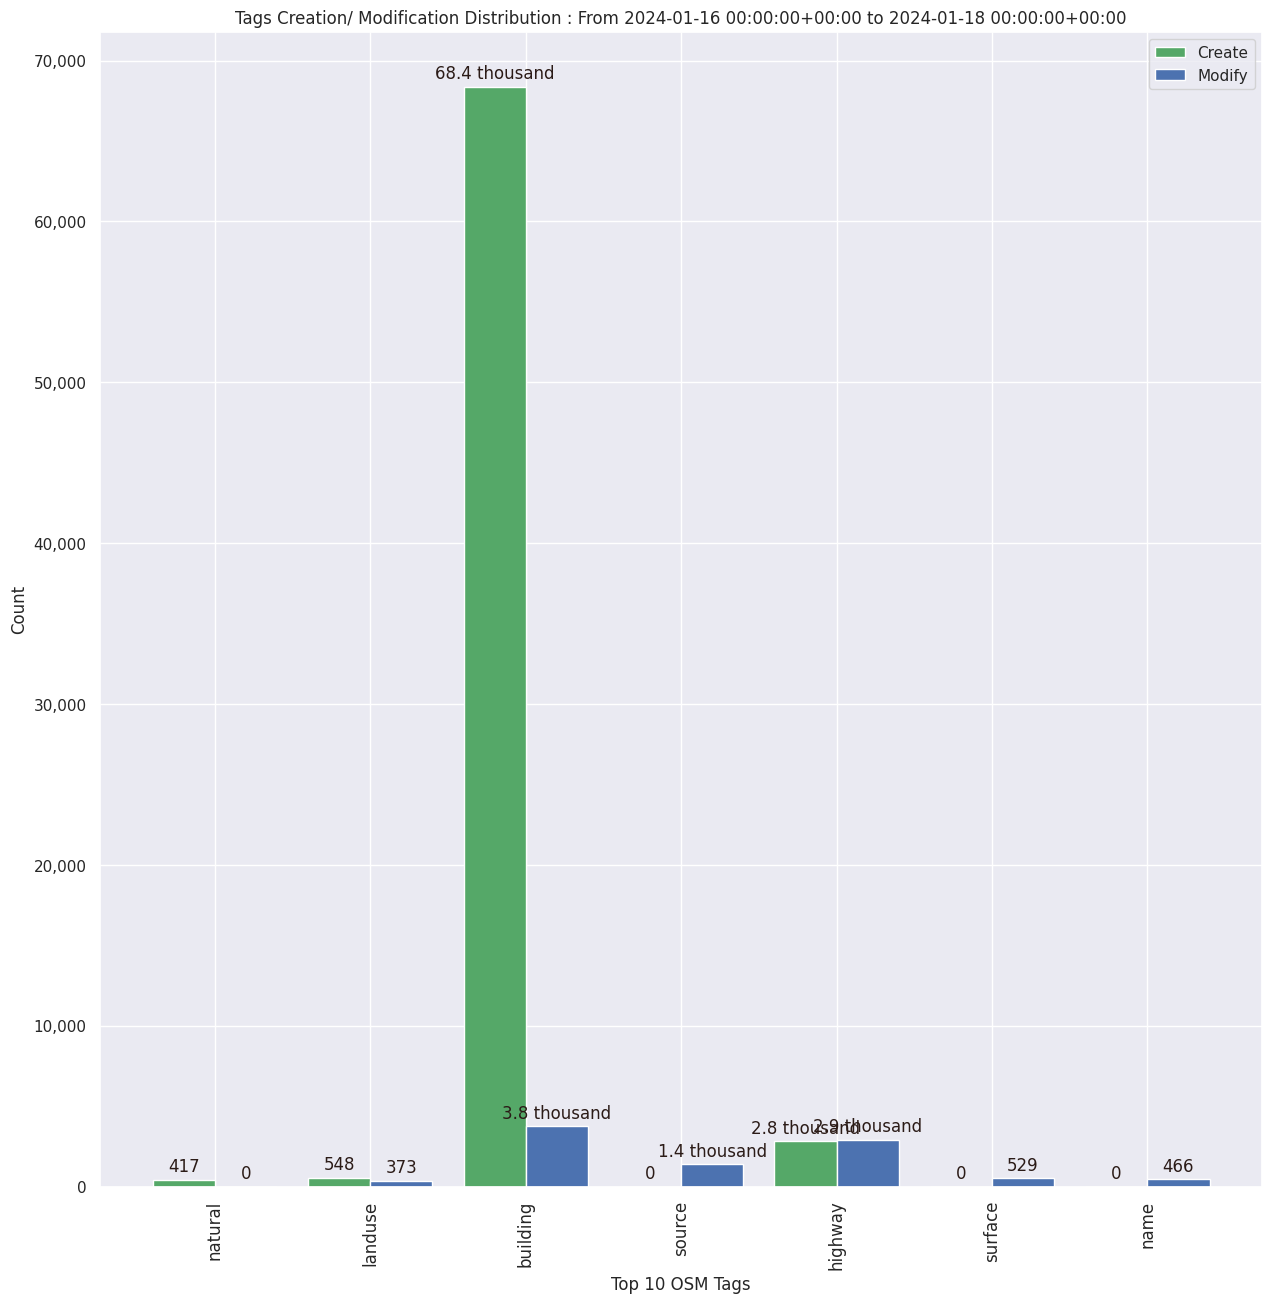 Tags Creation/ Modification Distribution : From 2024-01-16 00:00:00+00:00 to 2024-01-18 00:00:00+00:00
Create
Modify
70,000
60,000
50,000
40,000
30,000
20,000
10,000
0
Count
68.4 thousand
3.8 thousand
2.8 thousand
2.9 thousand
1.4 thousand
417
0
548
373
0
0
529
0
466
natural
landuse
building
source
highway
surface
name
Top 10 OSM Tags